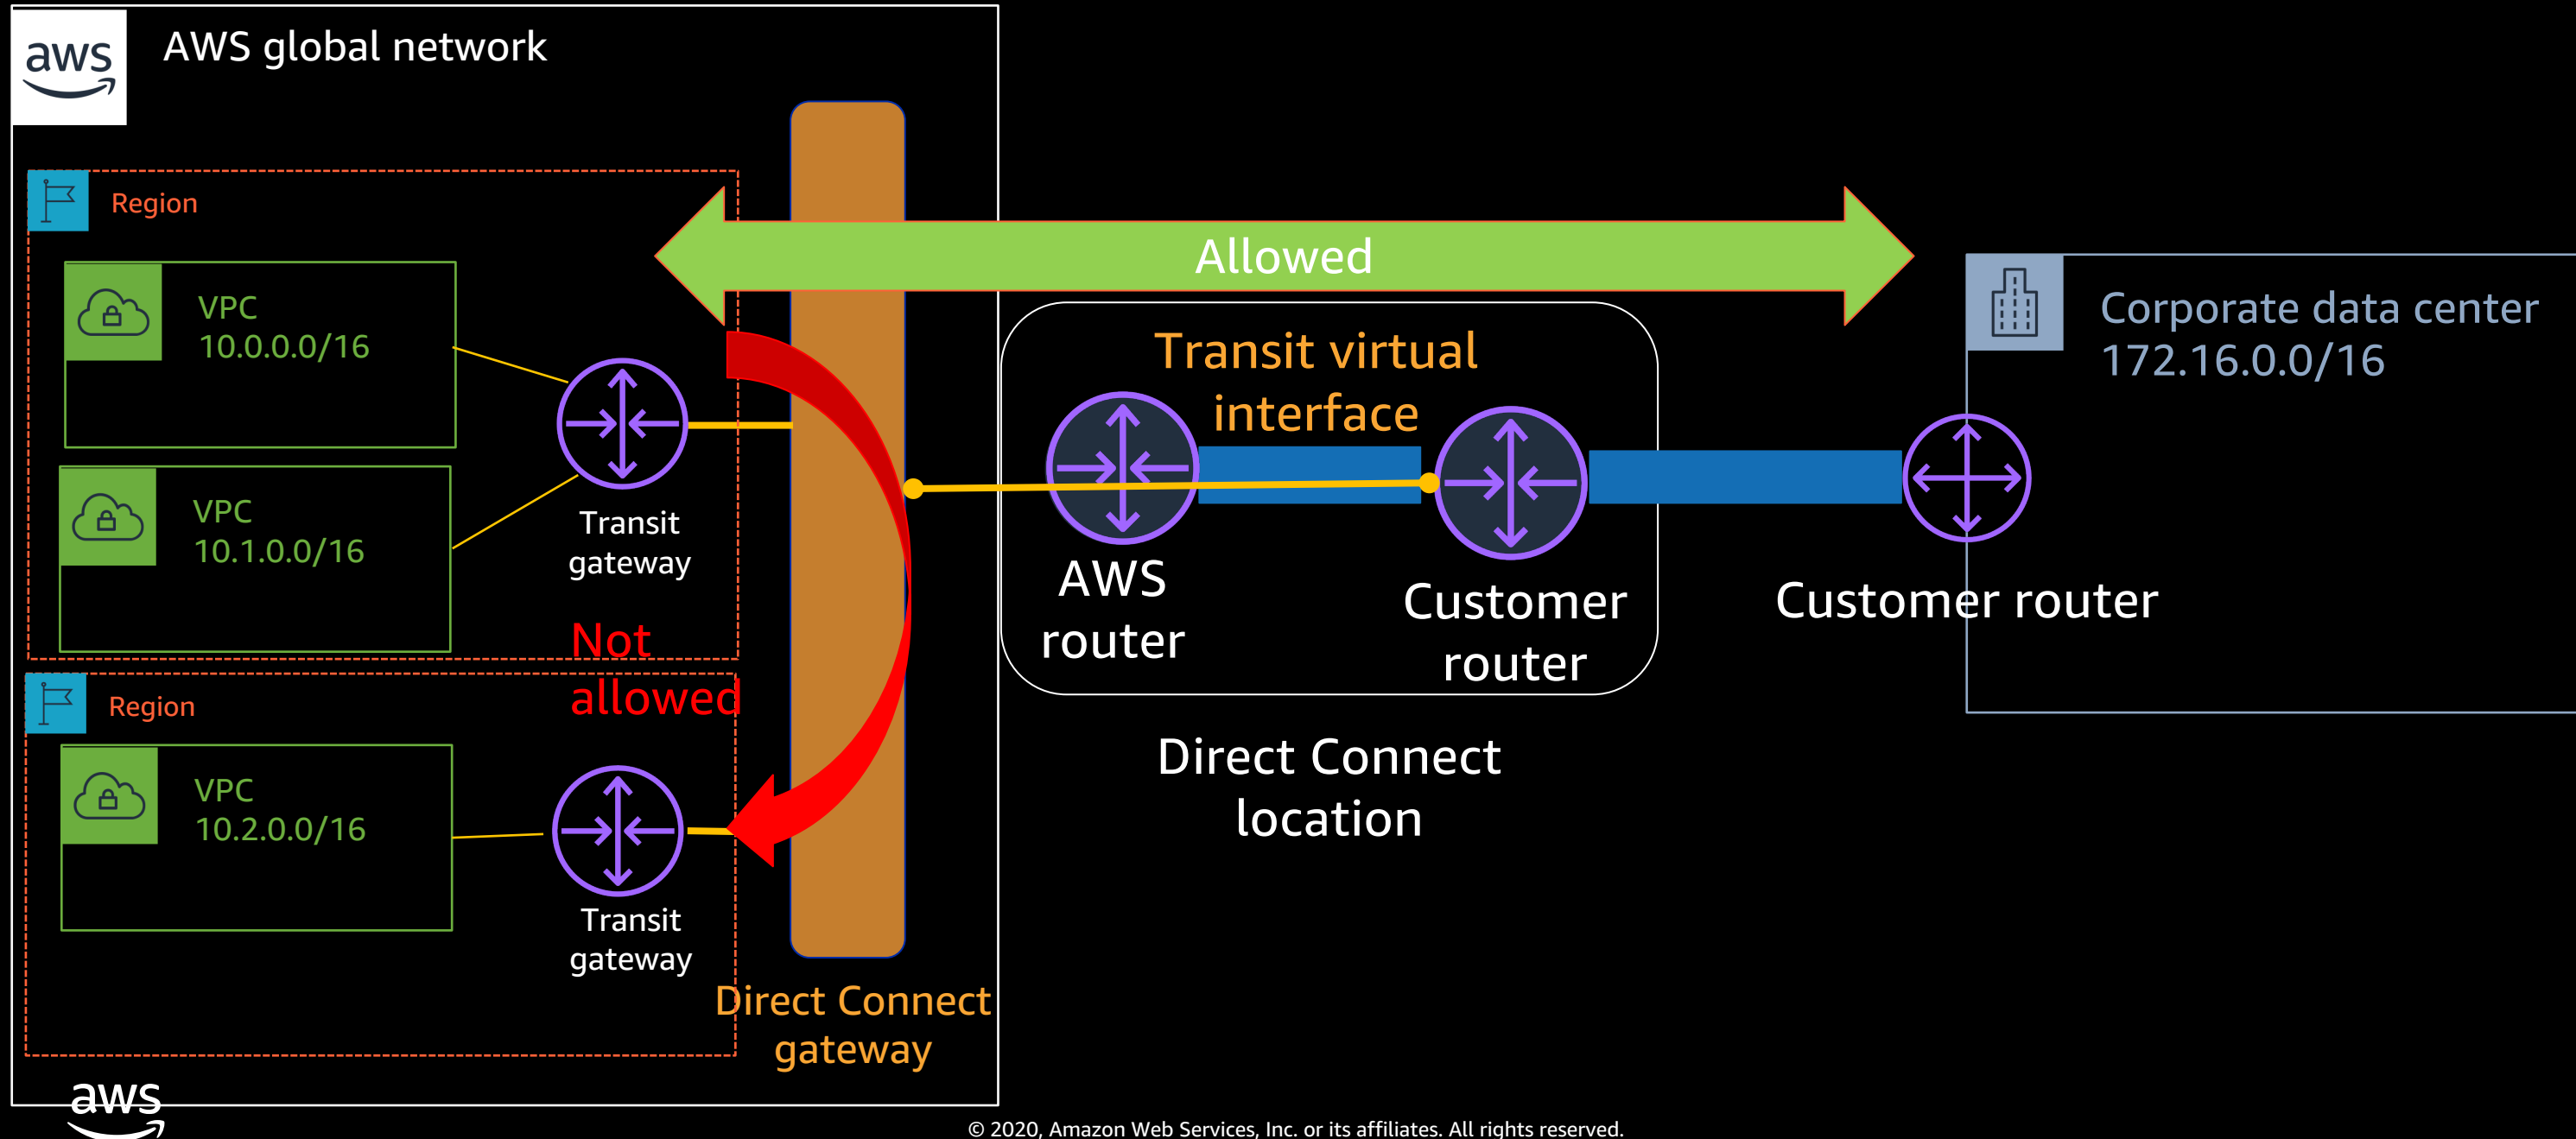 aws
AWS global network
Region
VPC
10.0.0.0/16
VPC
10.1.0.0/16
Transit
gateway
Not
allowed
Region
VPC
10.2.0.0/16
Transit
gateway
Direct Connect
gateway
Allowed
Transit virtual
interface
AWS
router
Customer
router
Direct Connect
location
Customer router
Corporate data center
172.16.0.0/16
aws
© 2020, Amazon Web Services, Inc. or its affiliates. All rights reserved.